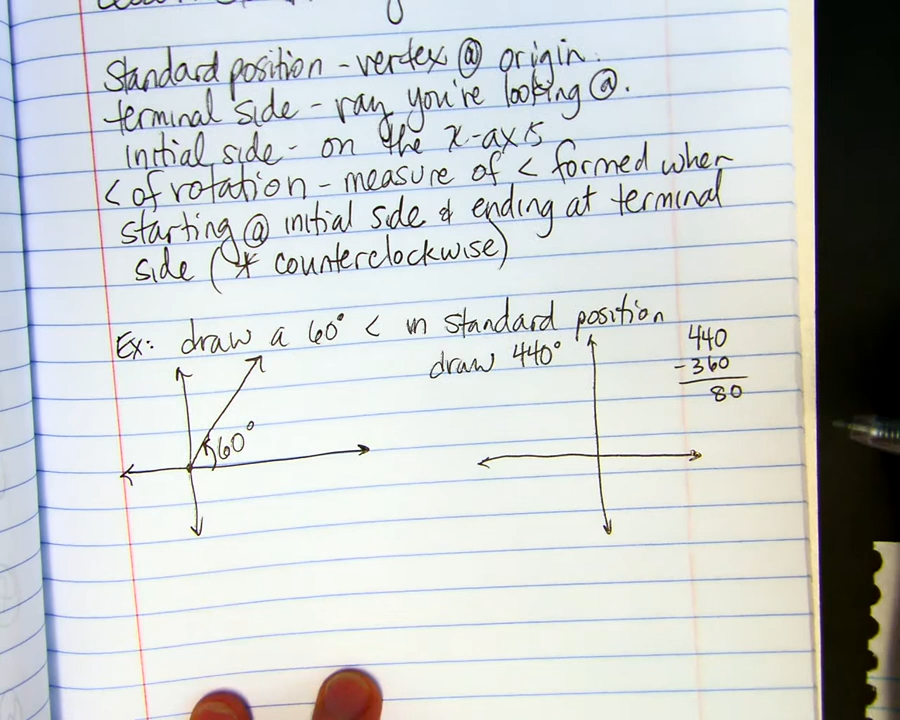 Standard position - vertex @ origin.
terminal side - ray you're looking @.
initial side - on the x-axis
< of rotation - measure of < formed when
starting @ initial side & ending at terminal
side (* counterclockwise)
Ex: draw a 60° < in standard position
draw 440°
440
-360
80
60°